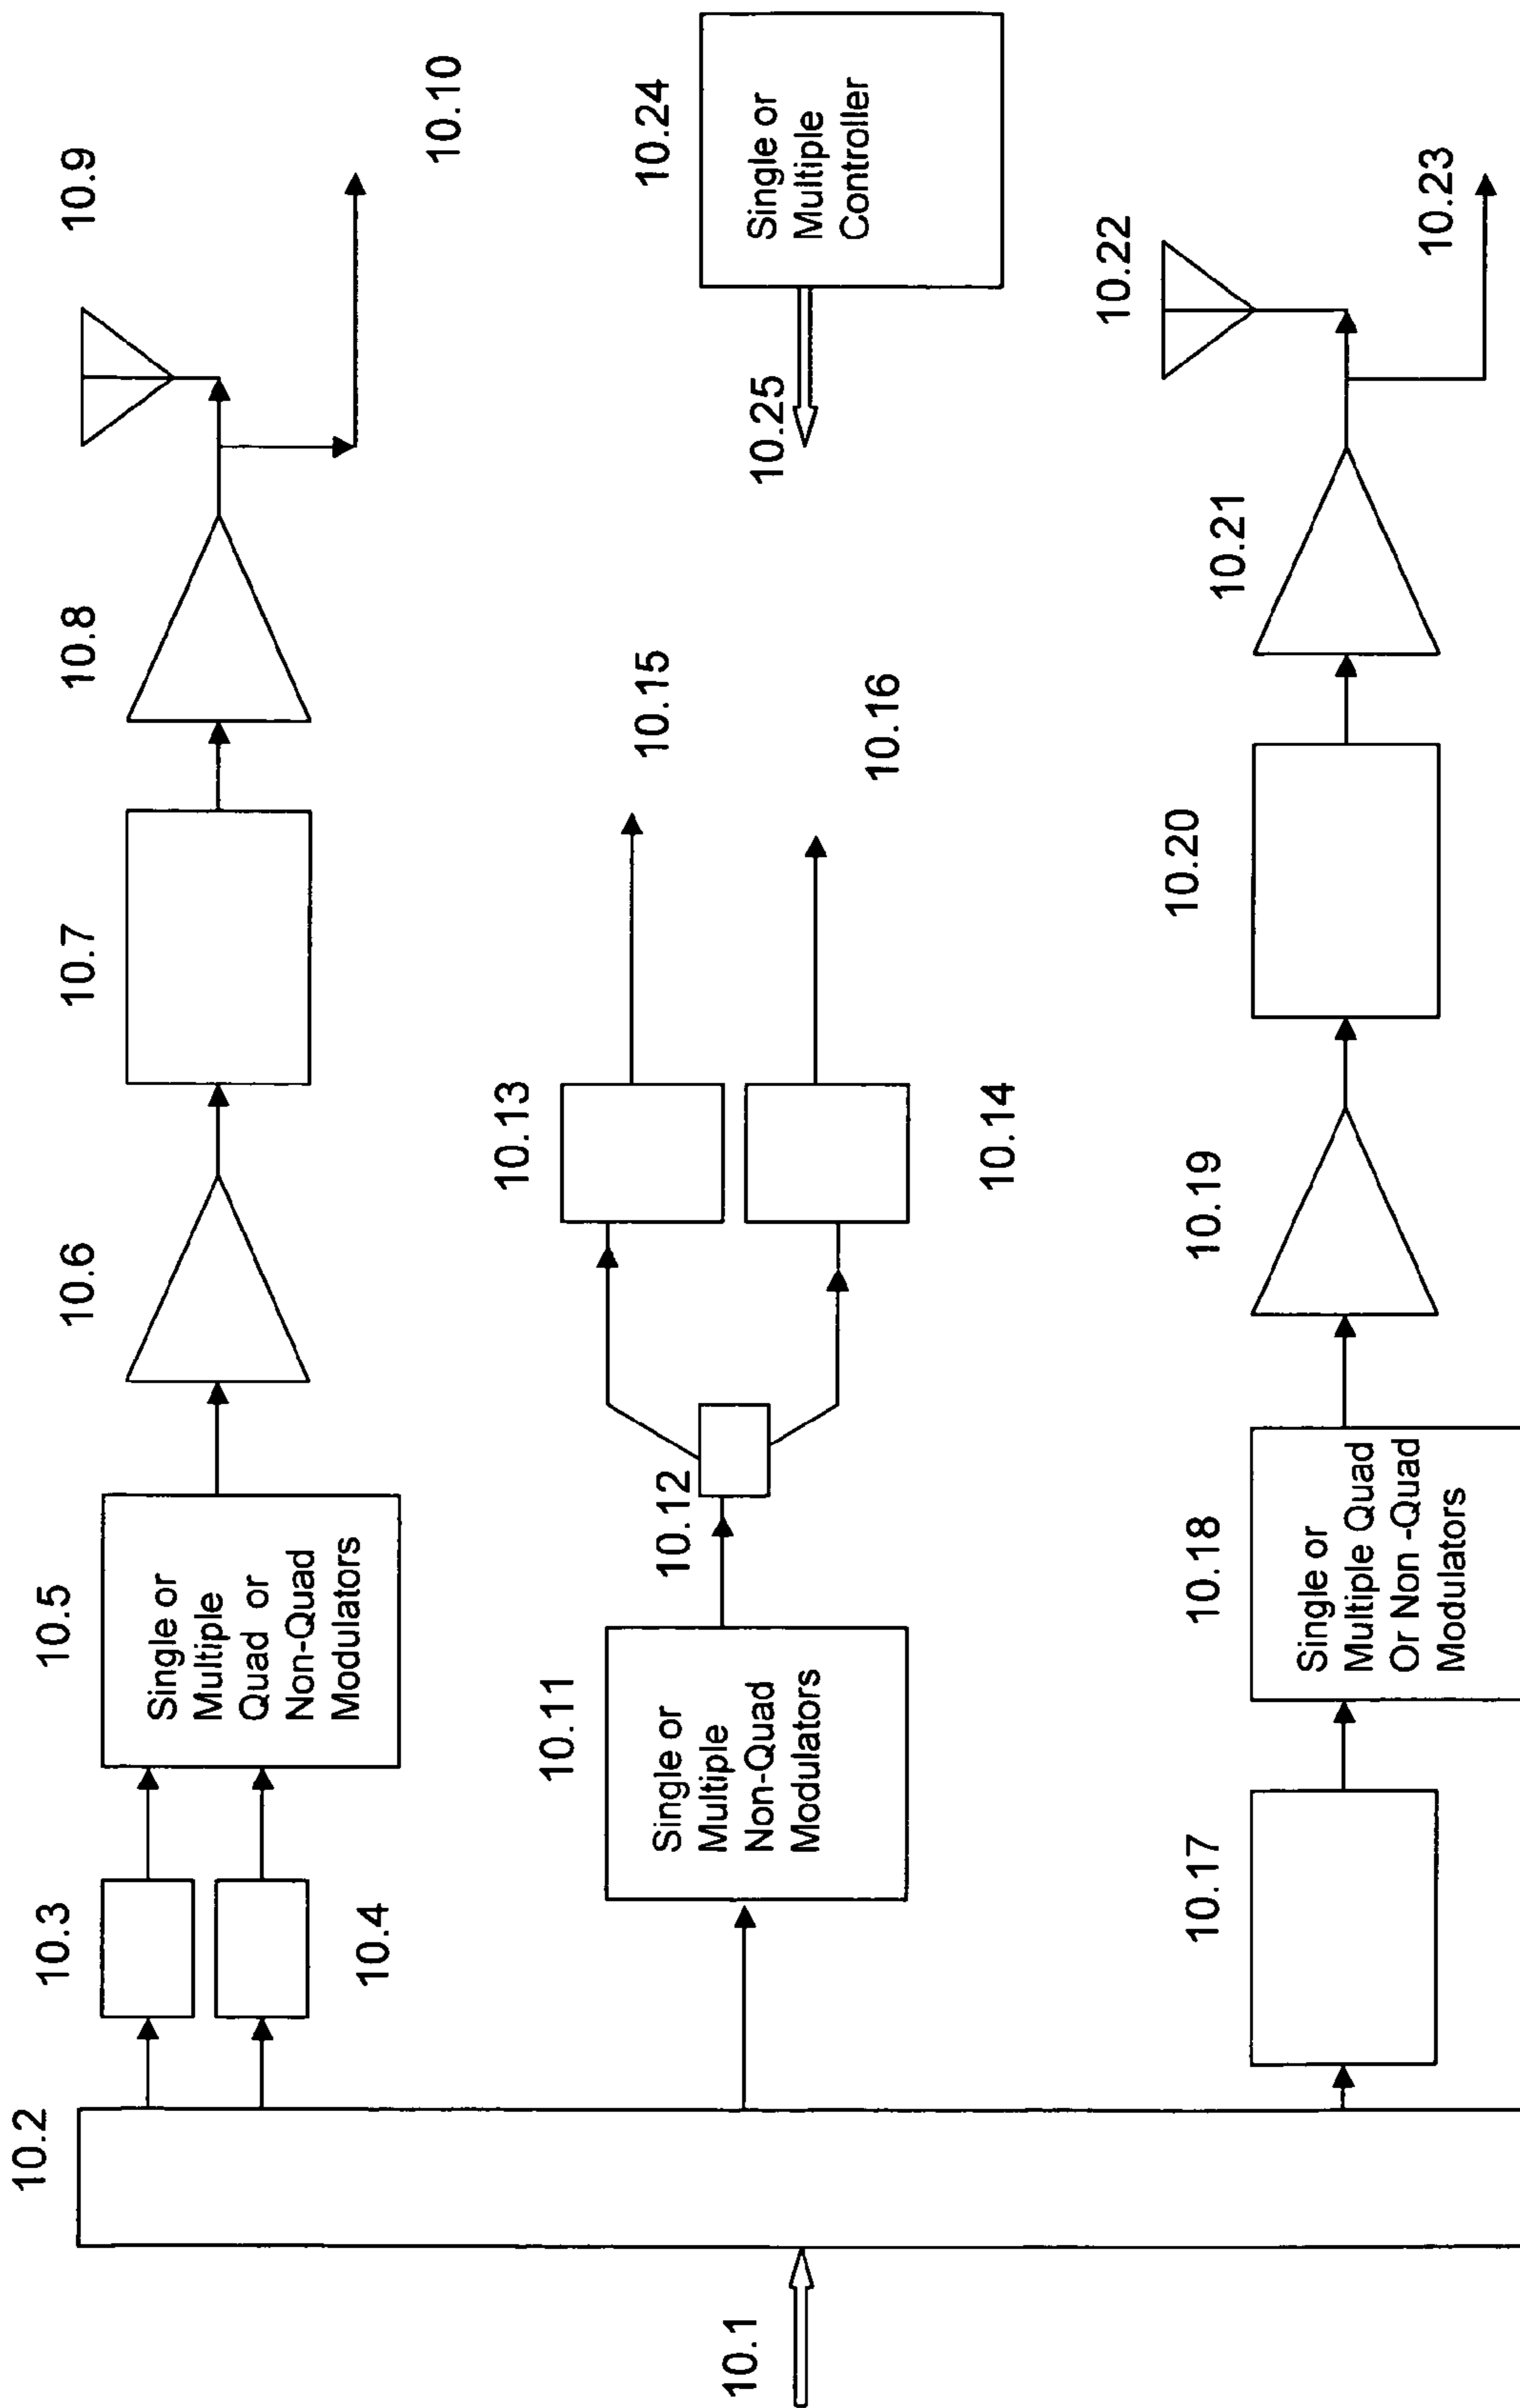 10.1
10.2
10.3
10.4
10.5
Single or
Multiple
Quad or
Non-Quad
Modulators
10.6
10.7
10.8
10.9
10.10
10.11
Single or
Multiple
Non-Quad
Modulators
10.12
10.13
10.14
10.15
10.16
10.17
10.18
Single or
Multiple Quad
Or Non -Quad
Modulators
10.19
10.20
10.21
10.22
10.23
10.24
Single or
Multiple
Controller
10.25